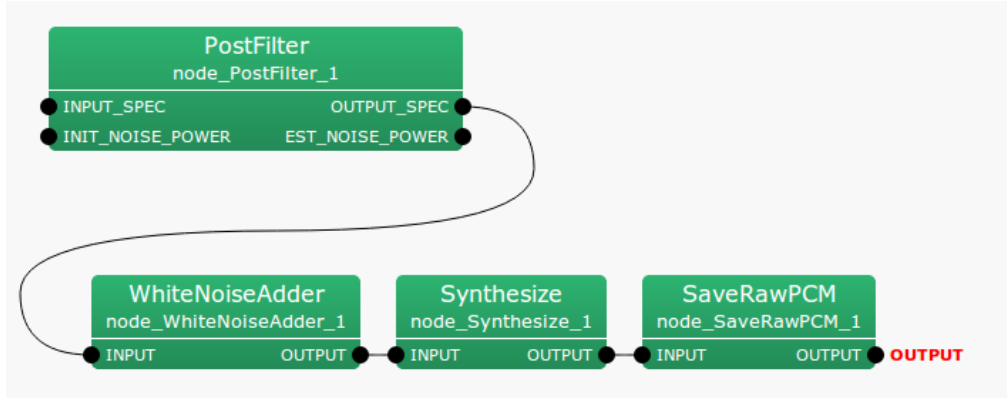 PostFilter
node_PostFilter_1
INPUT_SPEC OUTPUT_SPEC
INIT_NOISE_POWER EST_NOISE_POWER
WhiteNoiseAdder
node_WhiteNoiseAdder_1
INPUT OUTPUT
Synthesize
node_Synthesize_1
INPUT OUTPUT
SaveRawPCM
node_SaveRawPCM_1
INPUT OUTPUT OUTPUT